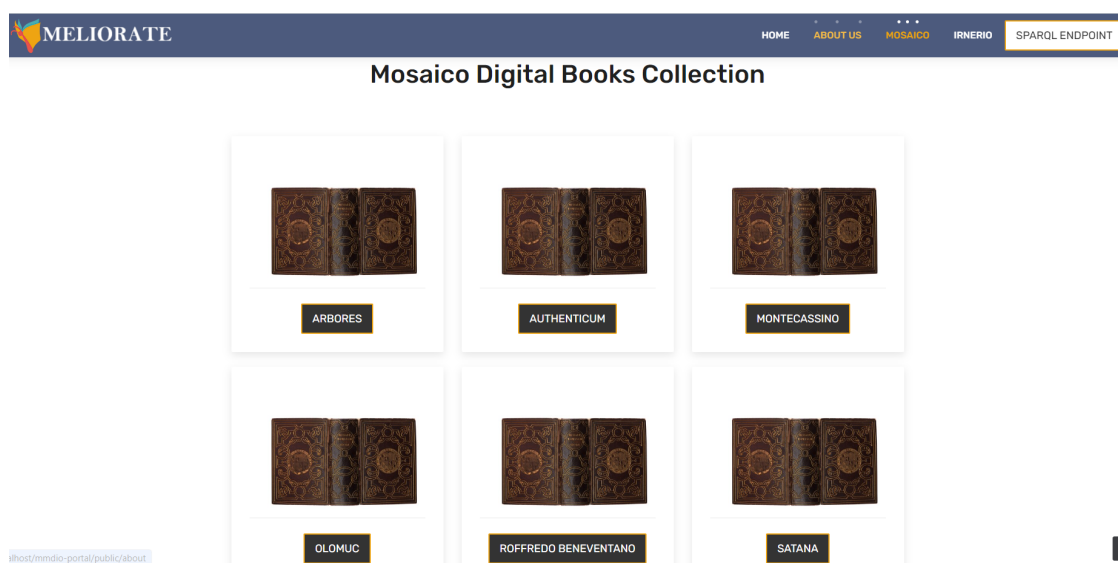 MELIORATE
HOME ABOUT US MOSAICO IRNERIO SPARQL ENDPOINT
Mosaico Digital Books Collection
ARBORES AUTHENTICUM MONTECASSINO
OLOMUC ROFFREDO BENEVENTANO SATANA
alhost/mmdio-portal/public/about